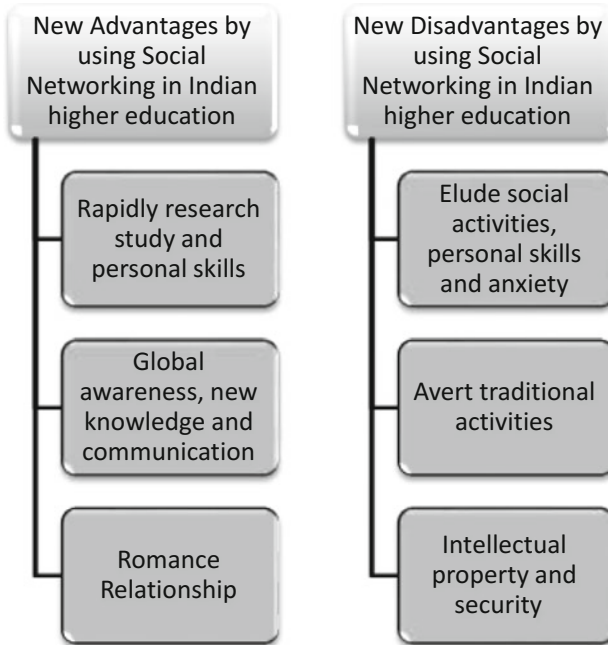 New Advantages by
using Social
Networking in Indian
higher education
Rapidly research
study and
personal skills
Global
awareness, new
knowledge and
communication
Romance
Relationship
New Disadvantages by
using Social
Networking in Indian
higher education
Elude social
activities,
personal skills
and anxiety
Avert traditional
activities
Intellectual
property and
security